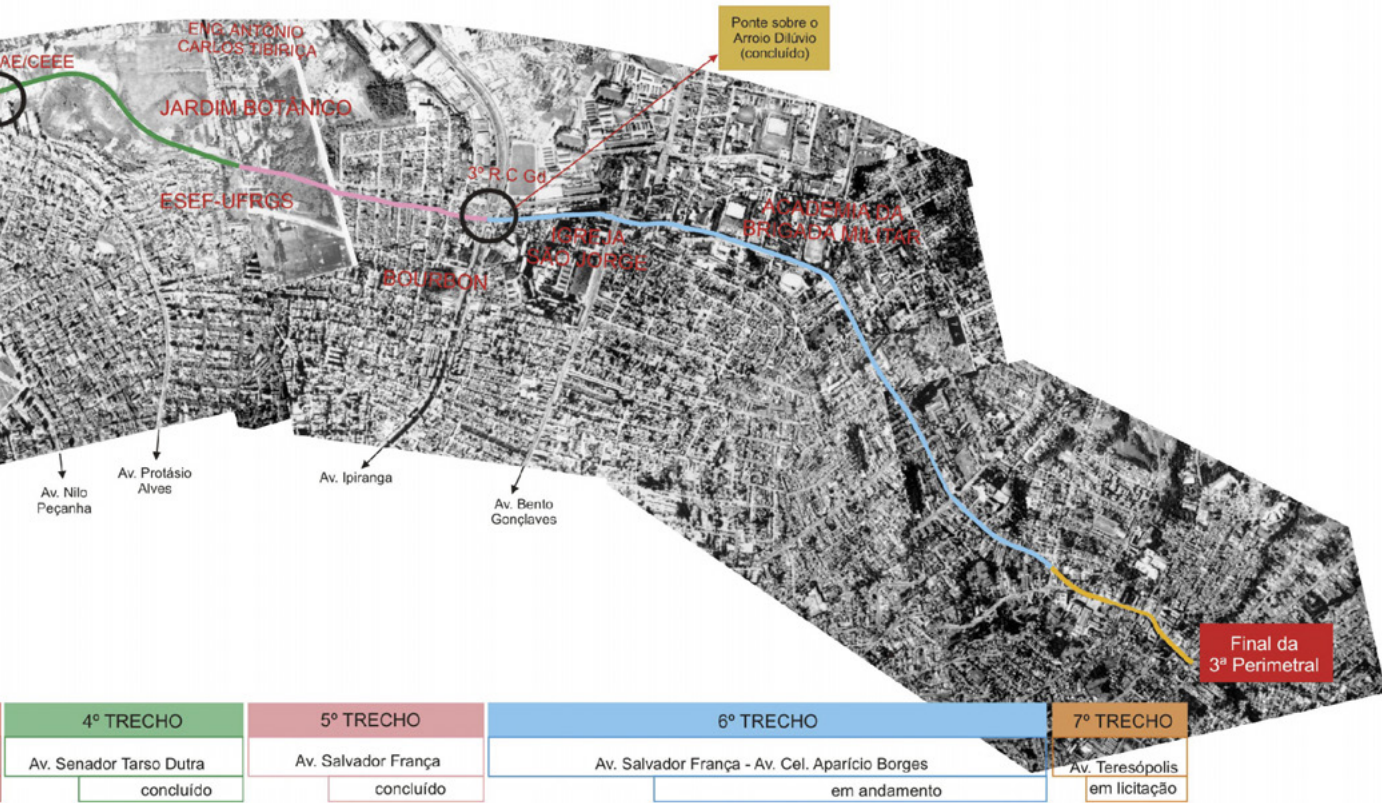 Ponte sobre o
Arroio Dilúvio
(concluído)
ENG. ANTÔNIO
CARLOS TIBIRIÇA
AE/CEEE
JARDIM BOTÂNICO
3º R C Gd
ESEF-UFRGS
ACADEMIA DA
BRIGADA MILITAR
IGREJA
SÃO JORGE
BOURBON
Av. Nilo
Peçanha
Av. Protásio
Alves
Av. Ipiranga
Av. Bento
Gonçlaves
Final da
3ª Perimetral
4º TRECHO
Av. Senador Tarso Dutra
concluído
5º TRECHO
Av. Salvador França
concluído
6º TRECHO
Av. Salvador França - Av. Cel. Aparício Borges
em andamento
7º TRECHO
Av. Teresópolis
em licitação